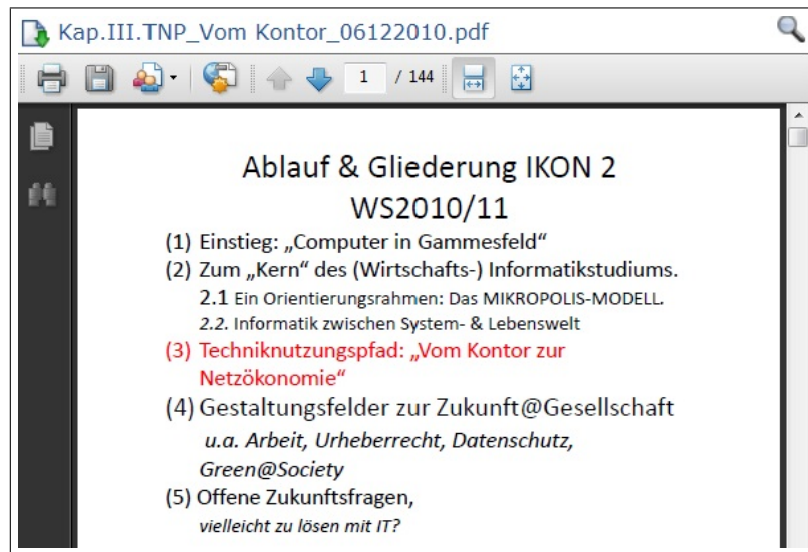 Kap.III.TNP_Vom Kontor_06122010.pdf
1 / 144
Ablauf & Gliederung IKON 2
WS2010/11
(1) Einstieg: „Computer in Gammesfeld“
(2) Zum „Kern“ des (Wirtschafts-) Informatikstudiums.
2.1 Ein Orientierungsrahmen: Das MIKROPOLIS-MODELL.
2.2. Informatik zwischen System- & Lebenswelt
(3) Techniknutzungspfad: „Vom Kontor zur
Netzökonomie“
(4) Gestaltungsfelder zur Zukunft@Gesellschaft
u.a. Arbeit, Urheberrecht, Datenschutz,
Green@Society
(5) Offene Zukunftsfragen,
vielleicht zu lösen mit IT?